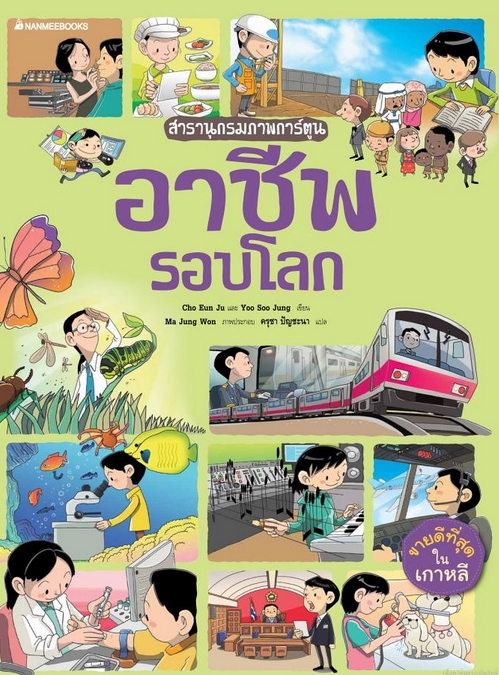 NANMEEBOOKS
สารานุกรมภาพการ์ตูน
อาชีพ
รอบโลก
Cho Eun Ju และ Yoo Soo Jung เขียน
Ma Jung Won ภาพประกอบ ครุชา ปัญชะนา แปล
ขายดีที่สุด
ใน
เกาหลี